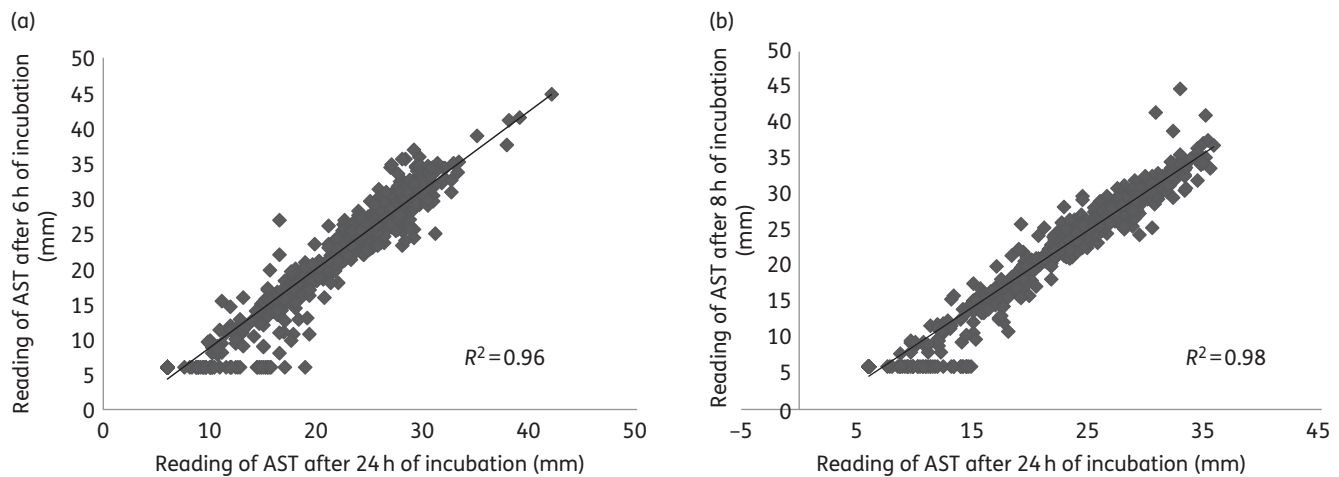 (a)
Reading of AST after 6 h of incubation
(mm)
50
45
40
35
30
25
20
15
10
5
0
R² = 0.96
0 10 20 30 40 50
Reading of AST after 24 h of incubation (mm)
(b)
Reading of AST after 8 h of incubation
(mm)
50
45
40
35
30
25
20
15
10
5
0
R² = 0.98
–5 5 15 25 35 45
Reading of AST after 24 h of incubation (mm)